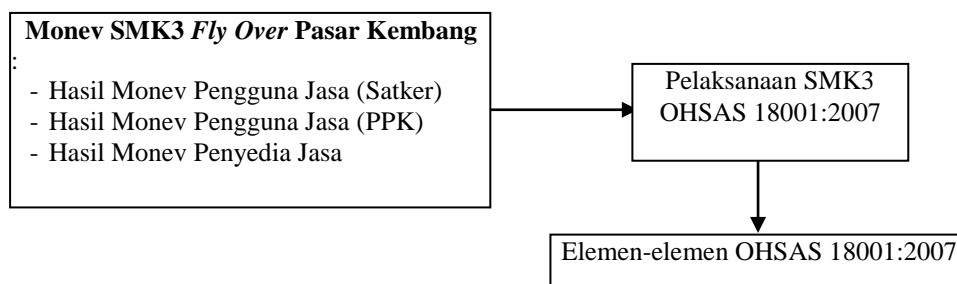 Monev SMK3 Fly Over Pasar Kembang
:
- Hasil Monev Pengguna Jasa (Satker)
- Hasil Monev Pengguna Jasa (PPK)
- Hasil Monev Penyedia Jasa
Pelaksanaan SMK3
OHSAS 18001:2007
Elemen-elemen OHSAS 18001:2007